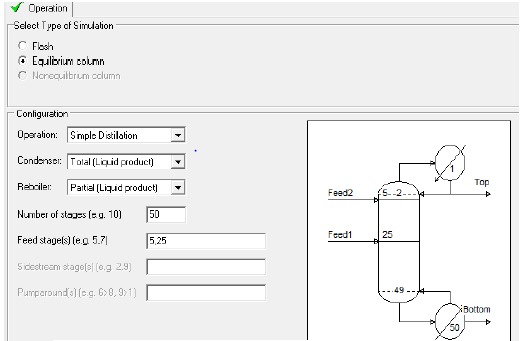 Operation
Select Type of Simulation
Flash
Equilibrium column
Nonequilibrium column
Configuration
Operation: Simple Distillation
Condenser: Total (Liquid product)
Reboiler: Partial (Liquid product)
Number of stages (e.g. 10) 50
Feed stage(s) (e.g. 5,7) 5,25
Sidestream stage(s) (e.g. 2,9)
Pumparound(s) (e.g. 6>8, 9>1)
1
Top
Feed2 5 2
Feed1 25
49
Bottom
50